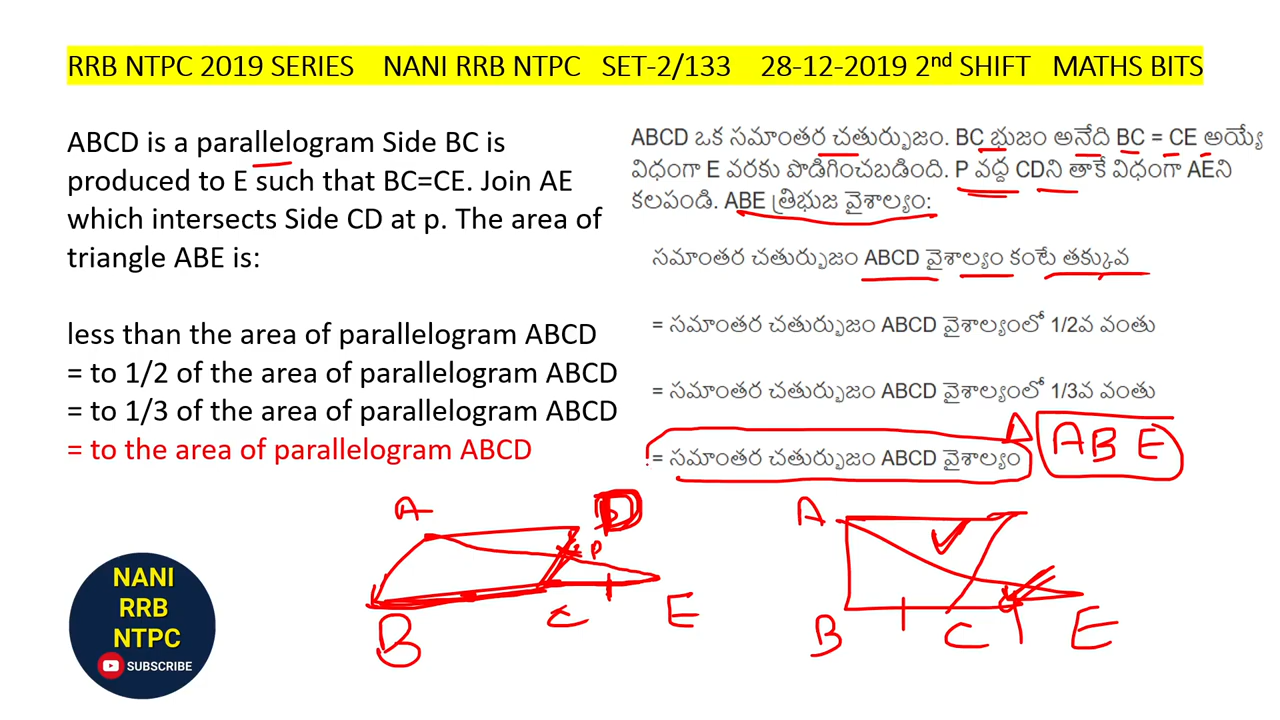 RRB NTPC 2019 SERIES NANI RRB NTPC SET-2/133 28-12-2019 2nd SHIFT MATHS BITS
ABCD is a parallelogram Side BC is
produced to E such that BC=CE. Join AE
which intersects Side CD at p. The area of
triangle ABE is:
less than the area of parallelogram ABCD
= to 1/2 of the area of parallelogram ABCD
= to 1/3 of the area of parallelogram ABCD
= to the area of parallelogram ABCD
ABCD ఒక సమాంతర చతుర్భుజం. BC భుజం అనేది BC = CE అయ్యే
విధంగా E వరకు పొడిగించబడింది. P వద్ద CDని తాకే విధంగా AEని
కలపండి. ABE త్రిభుజ వైశాల్యం:
సమాంతర చతుర్భుజం ABCD వైశాల్యం కంటే తక్కువ
= సమాంతర చతుర్భుజం ABCD వైశాల్యంలో 1/2వ వంతు
= సమాంతర చతుర్భుజం ABCD వైశాల్యంలో 1/3వ వంతు
= సమాంతర చతుర్భుజం ABCD వైశాల్యం
△ ABE
A
P
B
C
E
A
B
C
E
NANI
RRB
NTPC
SUBSCRIBE